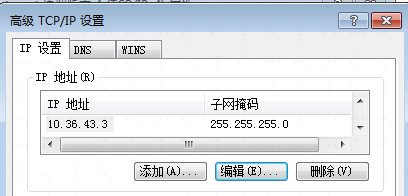 高级 TCP/IP 设置
IP 设置 DNS WINS
IP 地址(R)
IP 地址 子网掩码
10.36.43.3 255.255.255.0
添加(A)... 编辑(E)... 删除(V)